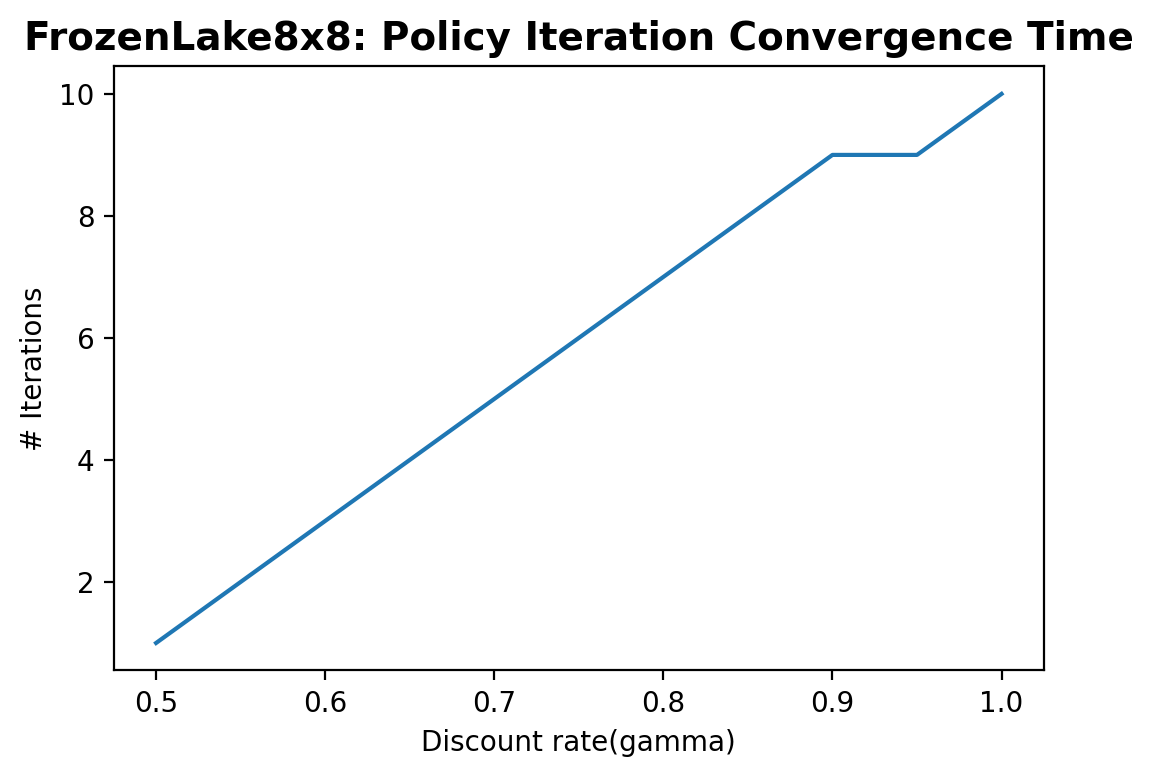 FrozenLake8x8: Policy Iteration Convergence Time
10
8
6
4
2
# Iterations
0.5 0.6 0.7 0.8 0.9 1.0
Discount rate(gamma)